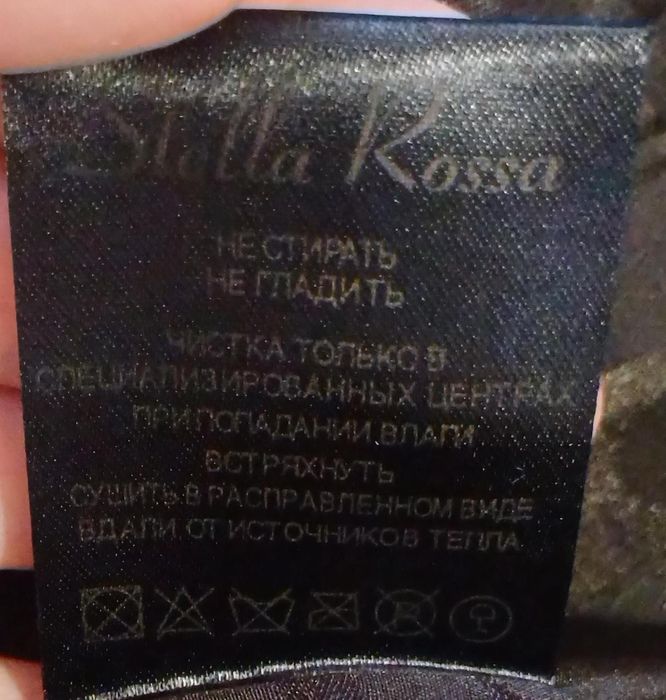 Stella Rossa
НЕ СТИРАТЬ
НЕ ГЛАДИТЬ
ЧИСТКА ТОЛЬКО В
СПЕЦИАЛИЗИРОВАННЫХ ЦЕНТРАХ
ПРИ ПОПАДАНИИ ВЛАГИ
ВСТРЯХНУТЬ
СУШИТЬ В РАСПРАВЛЕННОМ ВИДЕ
ВДАЛИ ОТ ИСТОЧНИКОВ ТЕПЛА